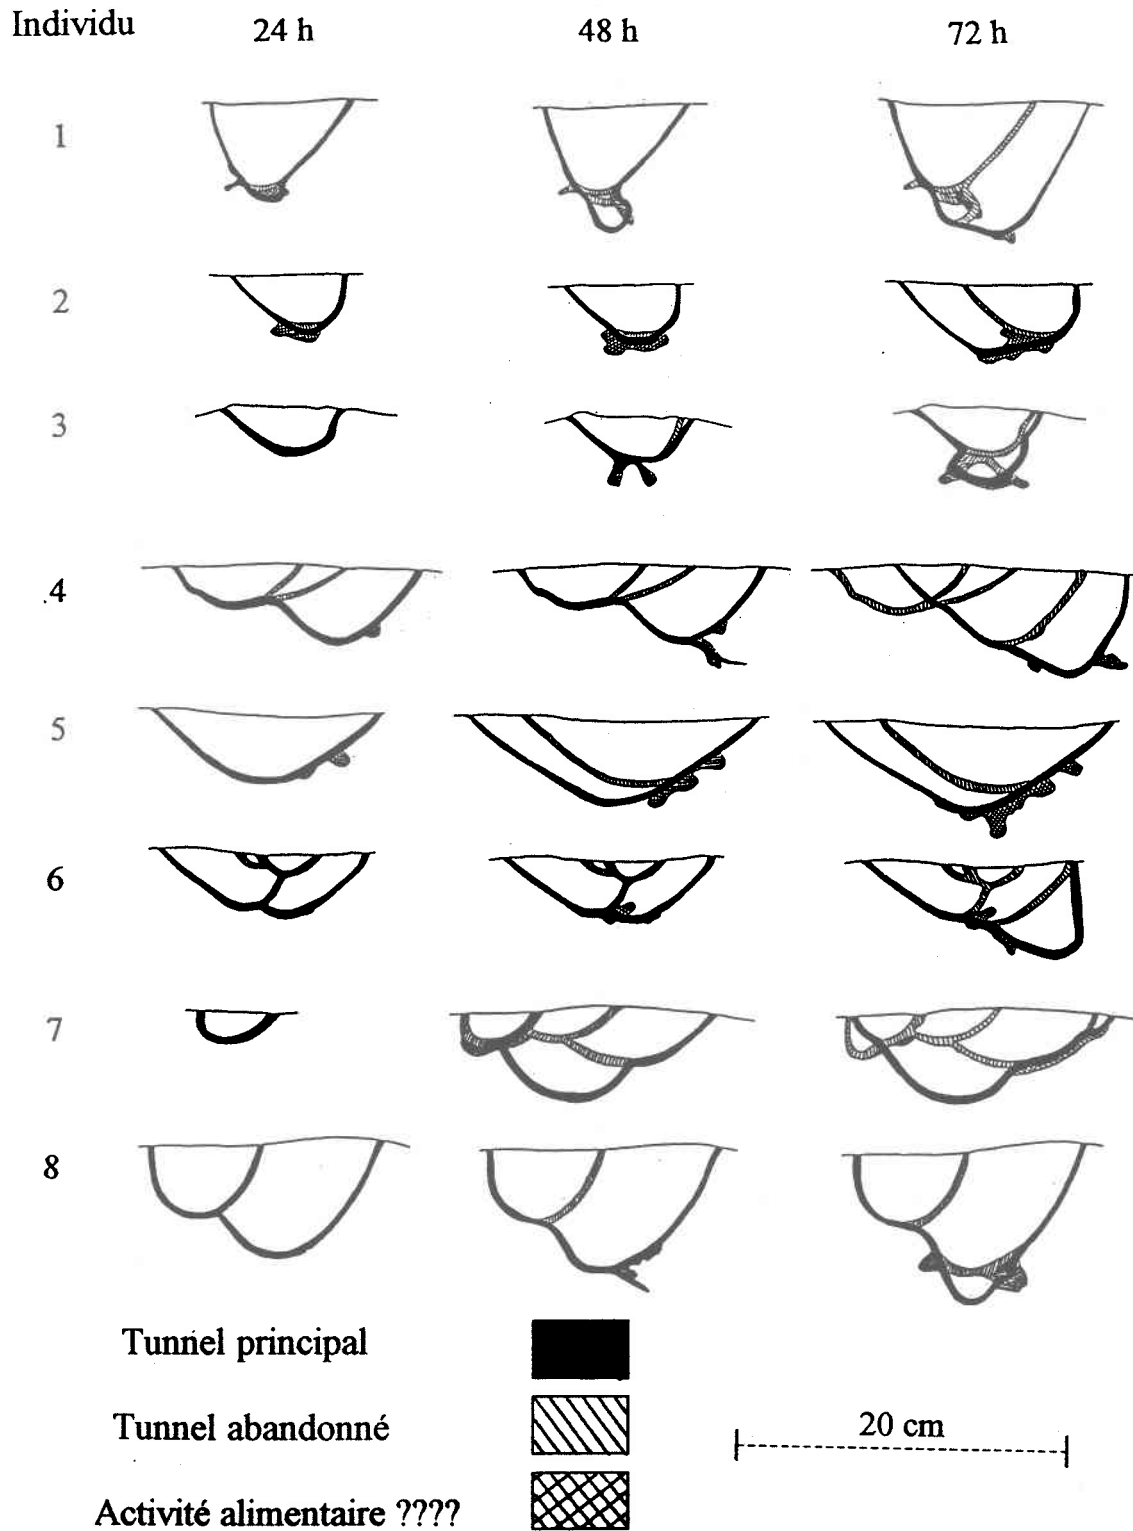 Individu 24 h 48 h 72 h
1
2
3
.4
5
6
7
8
Tunnel principal
Tunnel abandonné
20 cm
Activité alimentaire ????